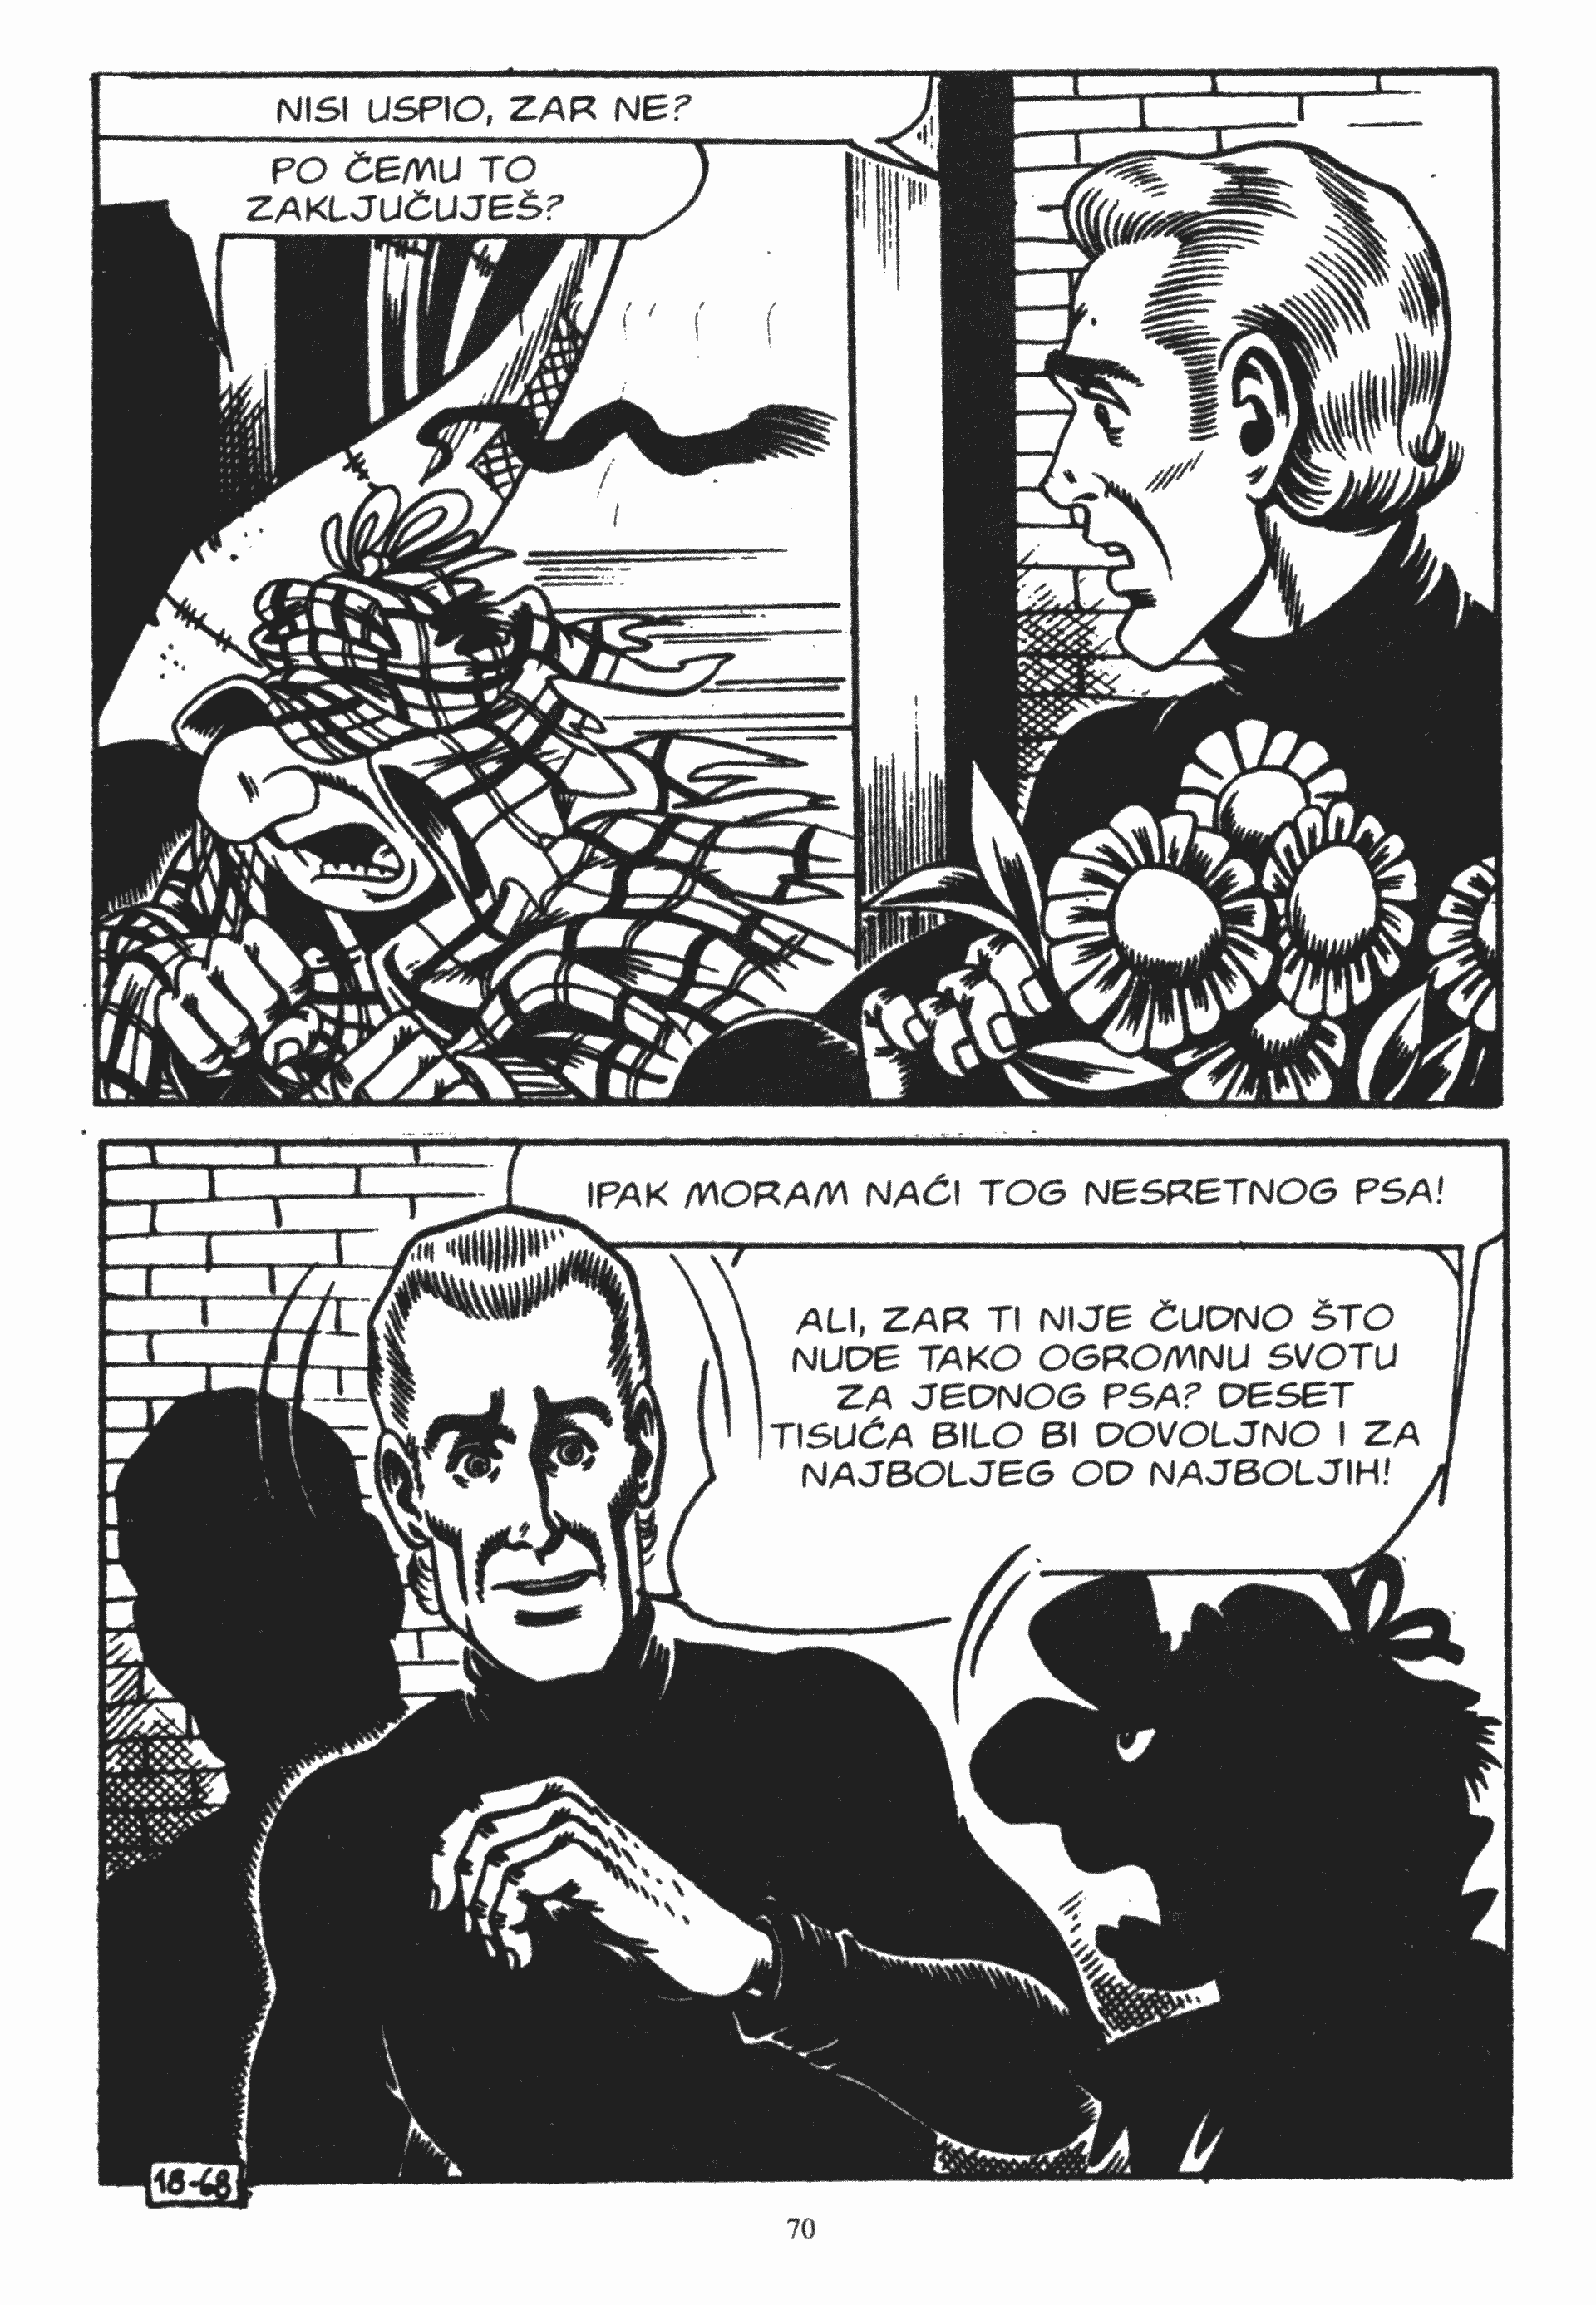 NISI USPIO, ZAR NE?
PO ČEMU TO
ZAKLJUČUJEŠ?
IPAK MORAM NAĆI TOG NESRETNOG PSA!
ALI, ZAR TI NIJE ČUDNO ŠTO
NUDE TAKO OGROMNU SVOTU
ZA JEDNOG PSA? DESET
TISUĆA BILO BI DOVOLJNO I ZA
NAJBOLJEG OD NAJBOLJIH!
18-68
70